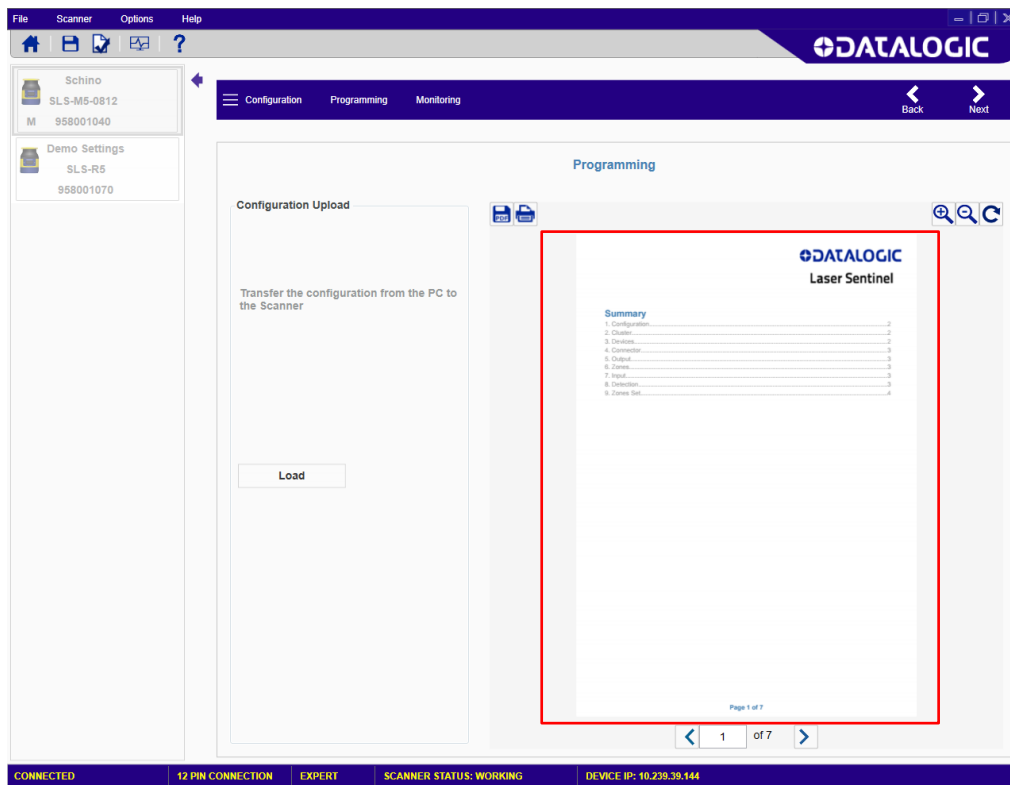 File Scanner Options Help
?
DATALOGIC
Schino
SLS-M5-0812
M 958001040
Demo Settings
SLS-R5
958001070
Configuration Programming Monitoring
Back Next
Programming
Configuration Upload
Transfer the configuration from the PC to
the Scanner
Load
PDF
DATALOGIC
Laser Sentinel
Summary
1. Configuration 2
2. Cluster 2
3. Devices 2
4. Connector 3
5. Output 3
6. Zones 3
7. Input 3
8. Detection 3
9. Zones Set 4
Page 1 of 7
1 of 7
CONNECTED 12 PIN CONNECTION EXPERT SCANNER STATUS: WORKING DEVICE IP: 10.239.39.144